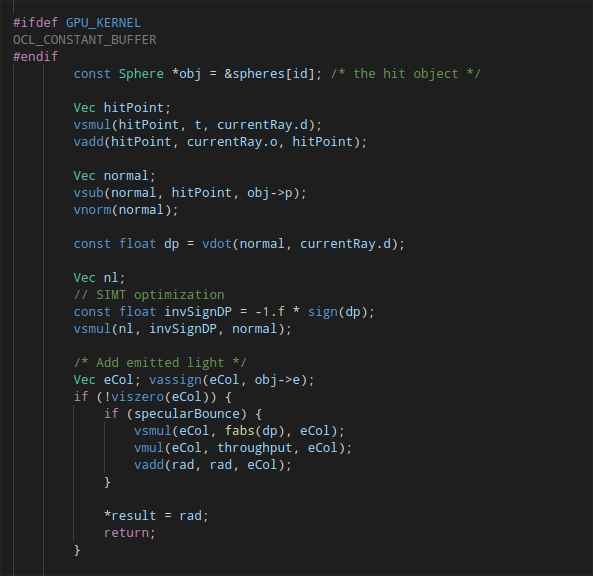 #ifdef GPU_KERNEL
OCL_CONSTANT_BUFFER
#endif
const Sphere *obj = &spheres[id]; /* the hit object */
Vec hitPoint;
vsmul(hitPoint, t, currentRay.d);
vadd(hitPoint, currentRay.o, hitPoint);
Vec normal;
vsub(normal, hitPoint, obj->p);
vnorm(normal);
const float dp = vdot(normal, currentRay.d);
Vec nl;
// SIMT optimization
const float invSignDP = -1.f * sign(dp);
vsmul(nl, invSignDP, normal);
/* Add emitted light */
Vec eCol; vassign(eCol, obj->e);
if (!viszero(eCol)) {
if (specularBounce) {
vsmul(eCol, fabs(dp), eCol);
vmul(eCol, throughput, eCol);
vadd(rad, rad, eCol);
}
*result = rad;
return;
}